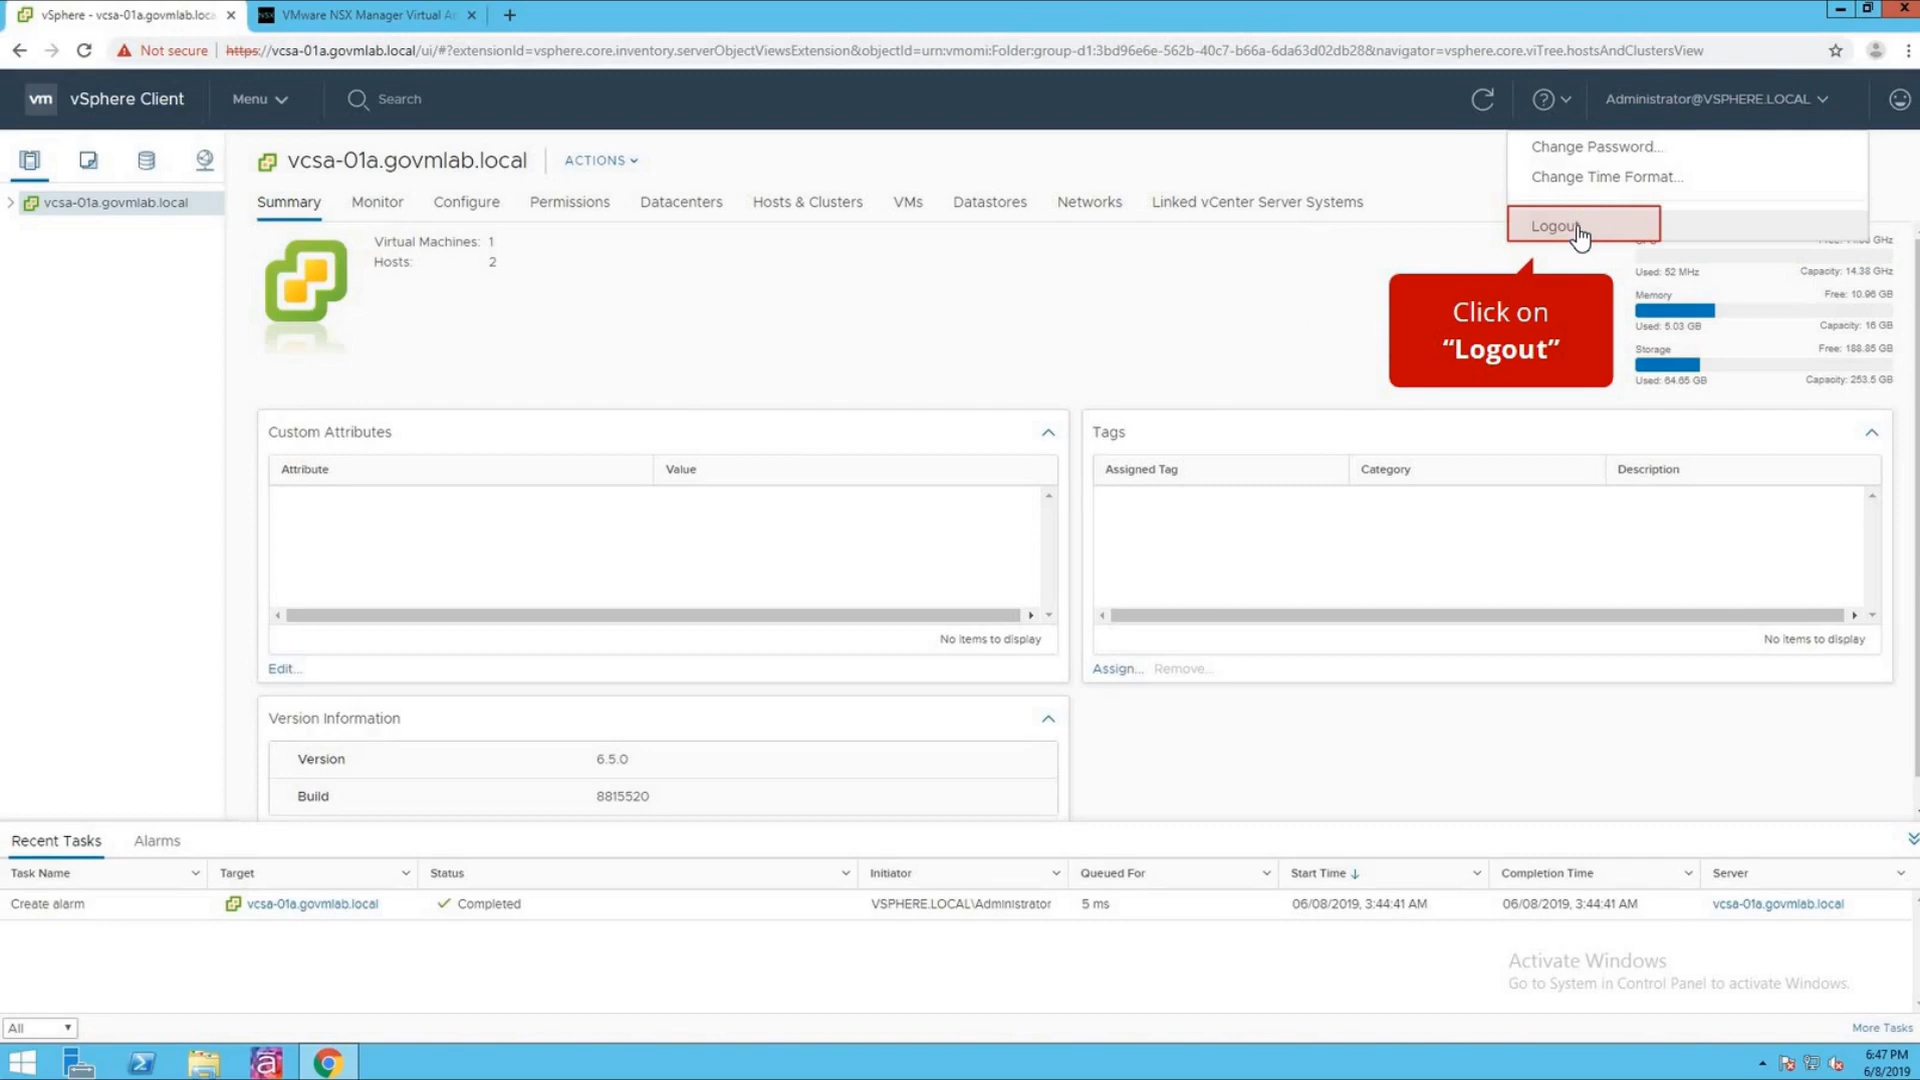 vSphere - vcsa-01a.govmlab.loca
VMware NSX Manager Virtual A
Not secure
https://vcsa-01a.govmlab.local/ui/#?extensionId=vsphere.core.inventory.serverObjectViewsExtension&objectId=urn:vmomi:Folder:group-d1:3bd96e6e-562b-40c7-b66a-6da63d02db28&navigator=vsphere.core.viTree.hostsAndClustersView
vm vSphere Client
Menu
Search
Administrator@VSPHERE.LOCAL
Change Password...
Change Time Format...
Logout
vcsa-01a.govmlab.local
vcsa-01a.govmlab.local
ACTIONS
Summary Monitor Configure Permissions Datacenters Hosts & Clusters VMs Datastores Networks Linked vCenter Server Systems
Virtual Machines: 1
Hosts: 2
Click on
“Logout”
GHz
Used: 52 MHz Capacity: 14.38 GHz
Memory Free: 10.96 GB
Used: 5.03 GB Capacity: 16 GB
Storage Free: 188.85 GB
Used: 64.65 GB Capacity: 253.5 GB
Custom Attributes
Attribute Value
No items to display
Edit...
Tags
Assigned Tag Category Description
No items to display
Assign... Remove...
Version Information
Version 6.5.0
Build 8815520
Recent Tasks Alarms
Task Name Target Status Initiator Queued For Start Time Completion Time Server
Create alarm vcsa-01a.govmlab.local Completed VSPHERE.LOCAL\Administrator 5 ms 06/08/2019, 3:44:41 AM 06/08/2019, 3:44:41 AM vcsa-01a.govmlab.local
Activate Windows
Go to System in Control Panel to activate Windows.
All
More Tasks
6:47 PM
6/8/2019